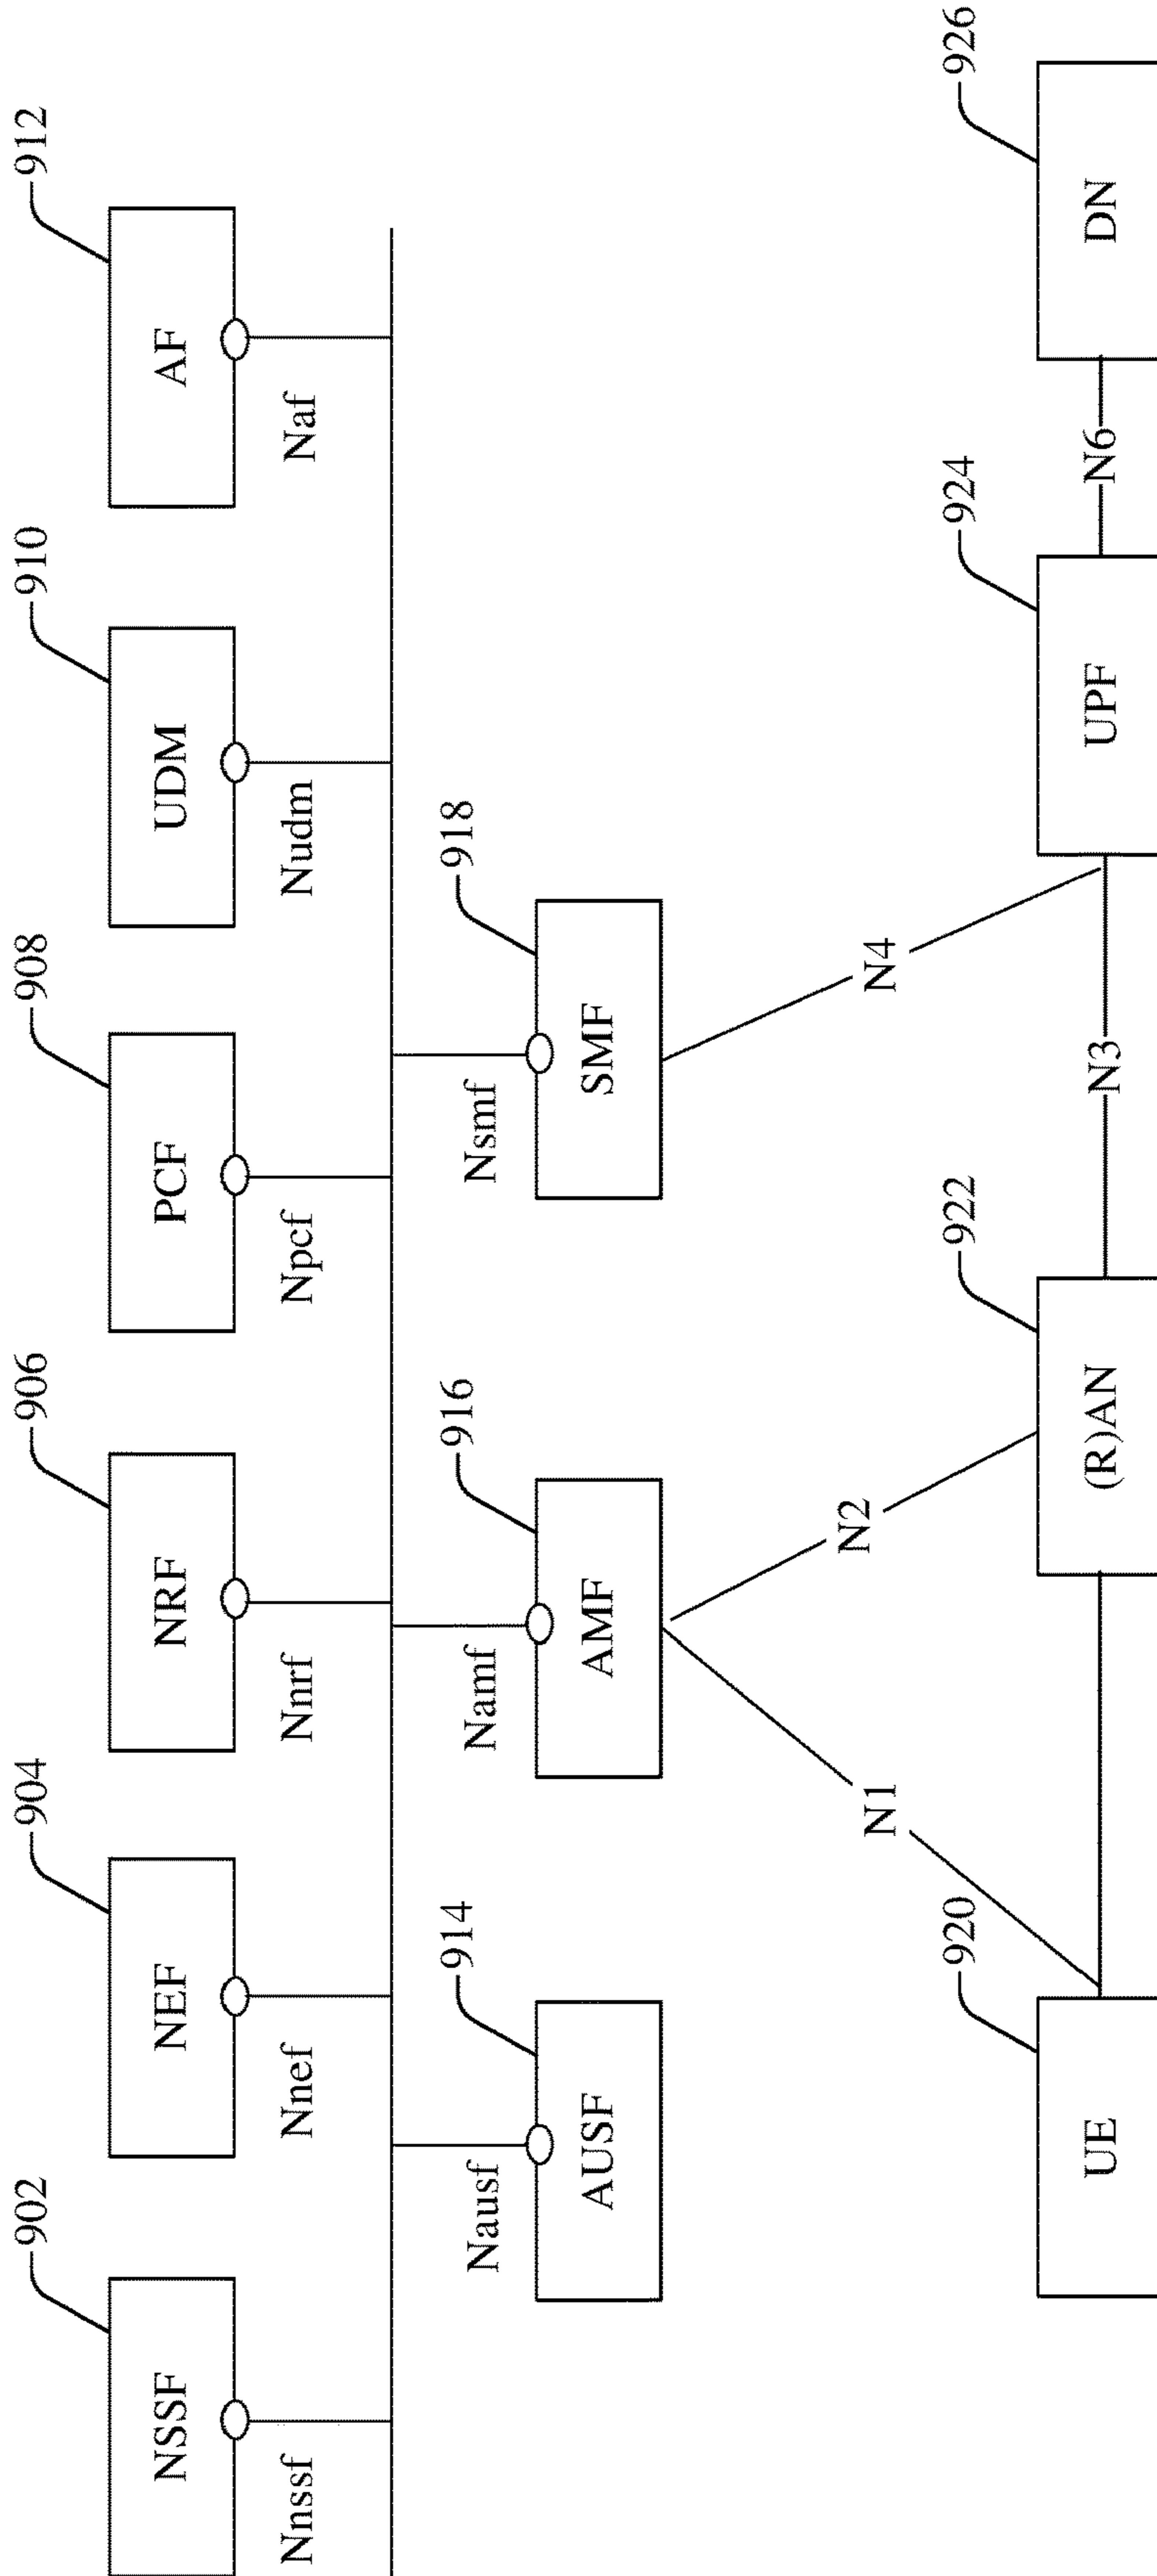 902
904
906
908
910
912
NSSF
NEF
NRF
PCF
UDM
AF
Nnssf
Nnef
Nnrf
Npcf
Nudm
Naf
Nausf
Namf
Nsmf
914
916
918
AUSF
AMF
SMF
N1
N2
N4
920
922
924
926
UE
(R)AN
N3
UPF
N6
DN